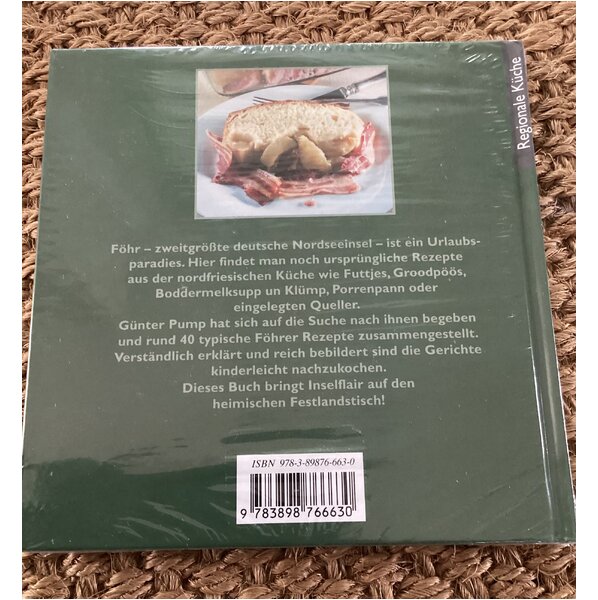 Regionale Küche
Föhr – zweitgrößte deutsche Nordseeinsel – ist ein Urlaubs-
paradies. Hier findet man noch ursprüngliche Rezepte
aus der nordfriesischen Küche wie Futtjes, Groodpöös,
Boddermelksupp un Klümp, Porrenpann oder
eingelegten Queller.
Günter Pump hat sich auf die Suche nach ihnen begeben
und rund 40 typische Föhrer Rezepte zusammengestellt.
Verständlich erklärt und reich bebildert sind die Gerichte
kinderleicht nachzukochen.
Dieses Buch bringt Inselflair auf den
heimischen Festlandstisch!
ISBN 978-3-89876-663-0
9 783898 766630